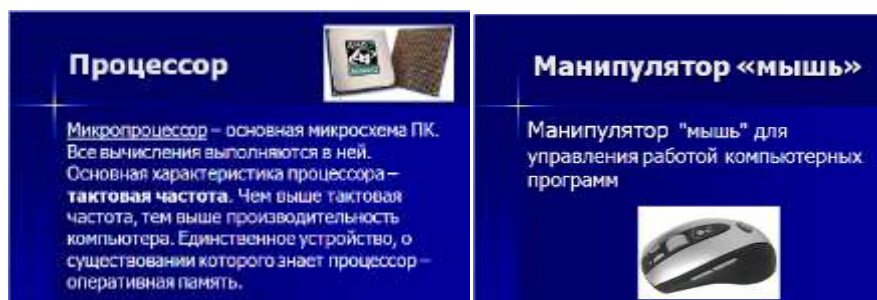 Процессор
Микропроцессор – основная микросхема ПК.
Все вычисления выполняются в ней.
Основная характеристика процессора –
тактовая частота. Чем выше тактовая
частота, тем выше производительность
компьютера. Единственное устройство, о
существовании которого знает процессор –
оперативная память.
Манипулятор «мышь»
Манипулятор "мышь" для
управления работой компьютерных
программ